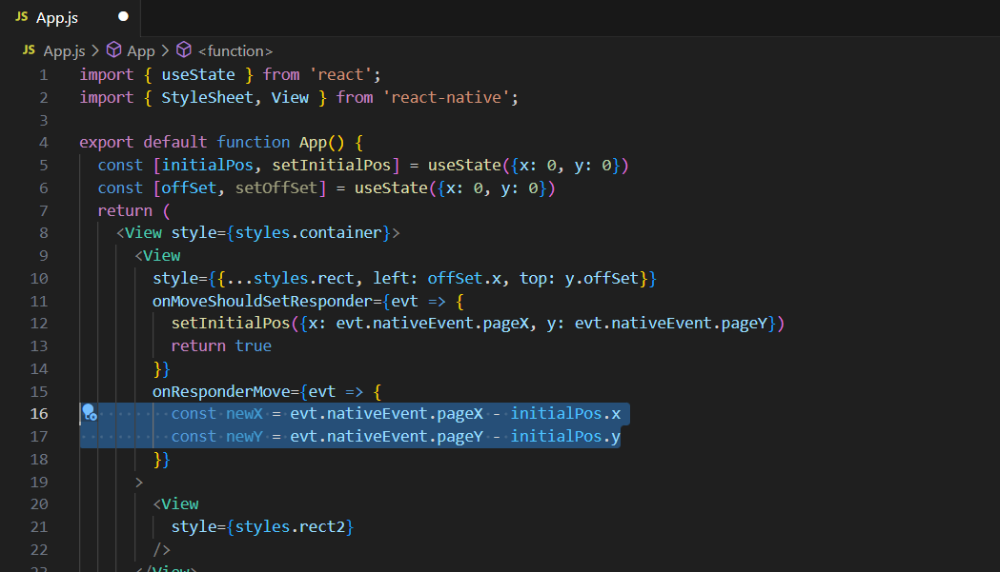 JS App.js
JS App.js > App > <function>
1 import { useState } from 'react';
2 import { StyleSheet, View } from 'react-native';
3
4 export default function App() {
5 const [initialPos, setInitialPos] = useState({x: 0, y: 0})
6 const [offSet, setOffSet] = useState({x: 0, y: 0})
7 return (
8 <View style={styles.container}>
9 <View
10 style={{...styles.rect, left: offSet.x, top: y.offSet}}
11 onMoveShouldSetResponder={evt => {
12 setInitialPos({x: evt.nativeEvent.pageX, y: evt.nativeEvent.pageY})
13 return true
14 }}
15 onResponderMove={evt => {
16 const newX = evt.nativeEvent.pageX - initialPos.x
17 const newY = evt.nativeEvent.pageY - initialPos.y
18 }}
19 >
20 <View
21 style={styles.rect2}
22 />
23 </View>